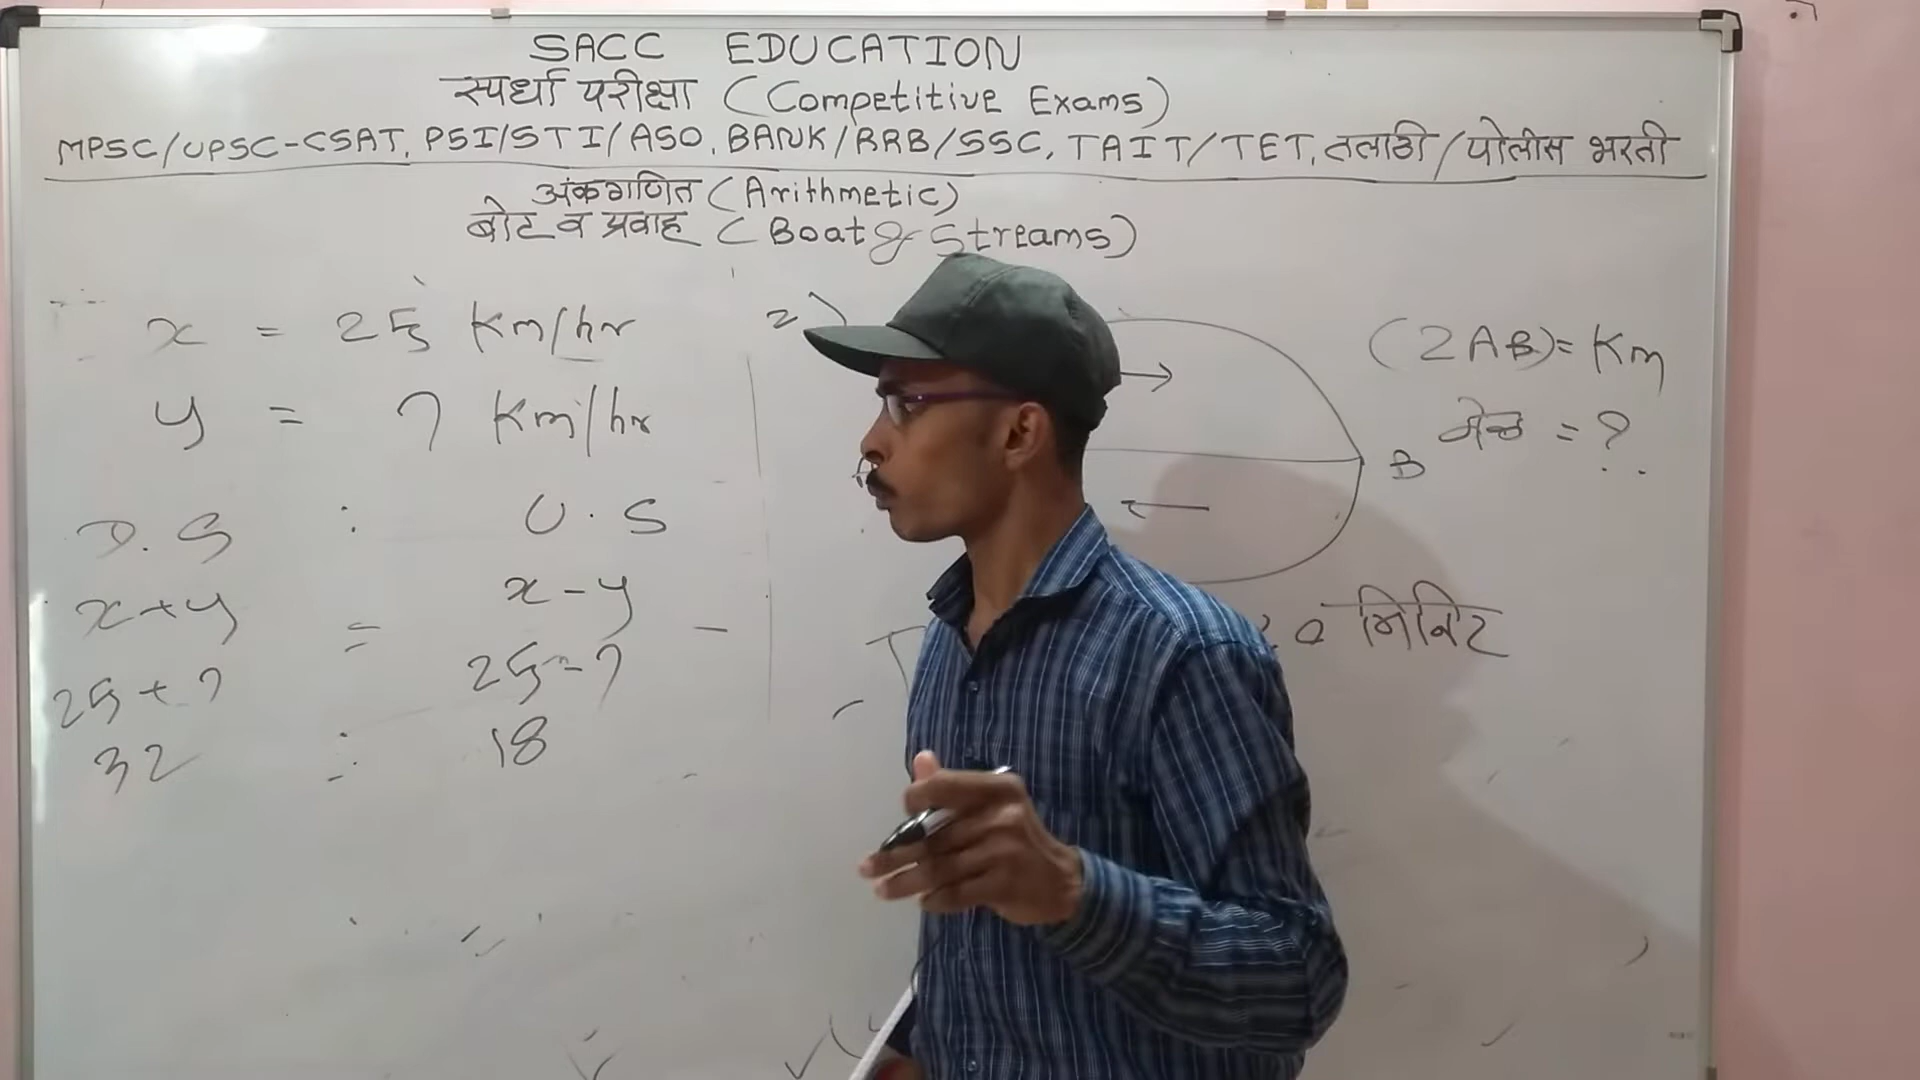 SACC EDUCATION
स्पर्धा परीक्षा (Competitive Exams)
MPSC/UPSC-CSAT, PSI/STI/ASO, BANK/RRB/SSC, TAIT/TET, तलाठी/पोलीस भरती
अंकगणित (Arithmetic)
बोट व प्रवाह (Boat & Streams)
x = 25 Km/hr
y = 7 Km/hr
D.S : U.S
x+y = x-y
25+7 25-7
32 : 18
2)
(2AB)= Km
वेळ = ?
B
मिनिट